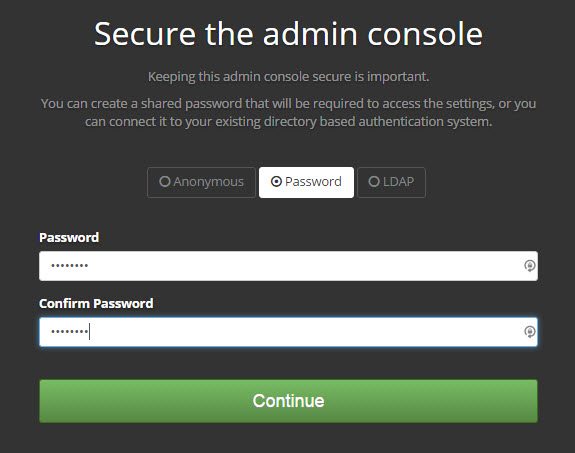 Secure the admin console
Keeping this admin console secure is important.
You can create a shared password that will be required to access the settings, or you
can connect it to your existing directory based authentication system.
Anonymous Password LDAP
Password
••••••••
Confirm Password
••••••••
Continue